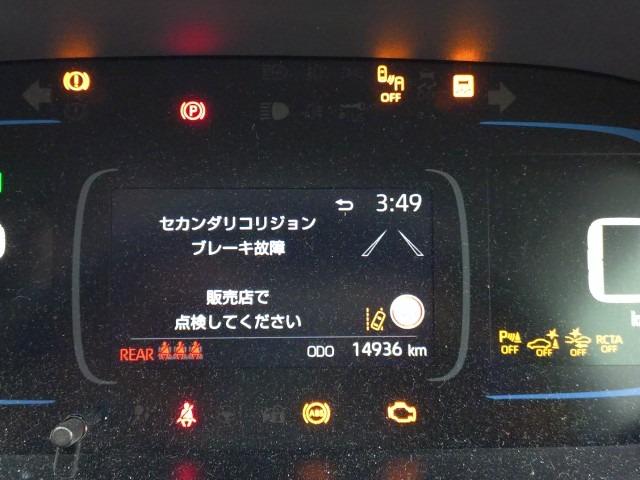 OFF
P
3:49
セカンダリコリジョン
ブレーキ故障
販売店で
点検してください
REAR
ODO 14936 km
P OFF
OFF
OFF
RCTA OFF
ABS